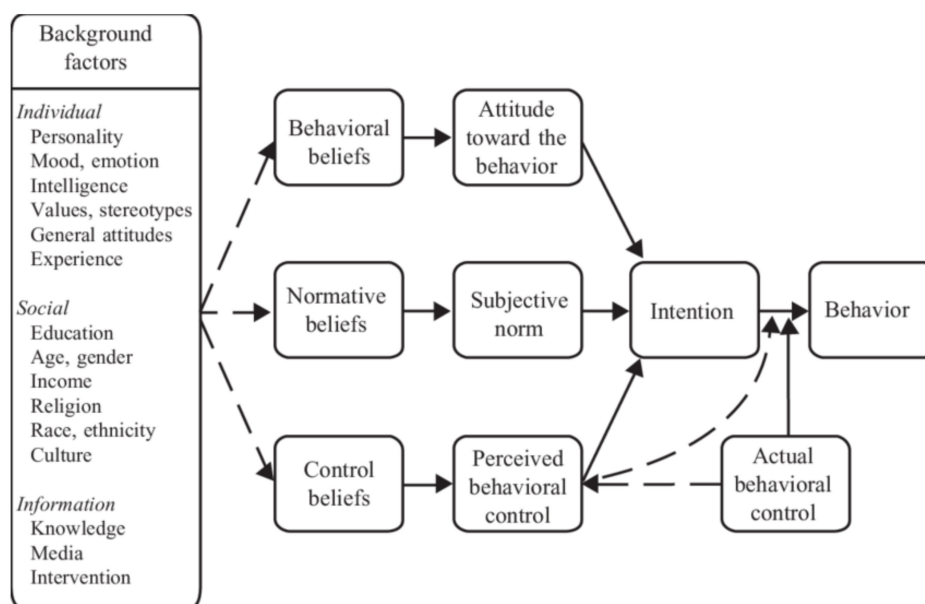 Background
factors
Individual
Personality
Mood, emotion
Intelligence
Values, stereotypes
General attitudes
Experience
Social
Education
Age, gender
Income
Religion
Race, ethnicity
Culture
Information
Knowledge
Media
Intervention
Behavioral
beliefs
Attitude
toward the
behavior
Normative
beliefs
Subjective
norm
Intention
Behavior
Control
beliefs
Perceived
behavioral
control
Actual
behavioral
control